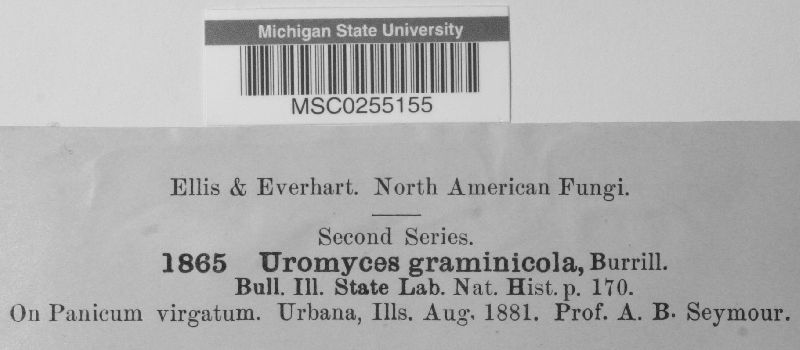 Michigan State University
MSC0255155
Ellis & Everhart. North American Fungi.
Second Series.
1865 Uromyces graminicola, Burrill.
Bull. Ill. State Lab. Nat. Hist. p. 170.
On Panicum virgatum. Urbana, Ills. Aug. 1881. Prof. A. B. Seymour.